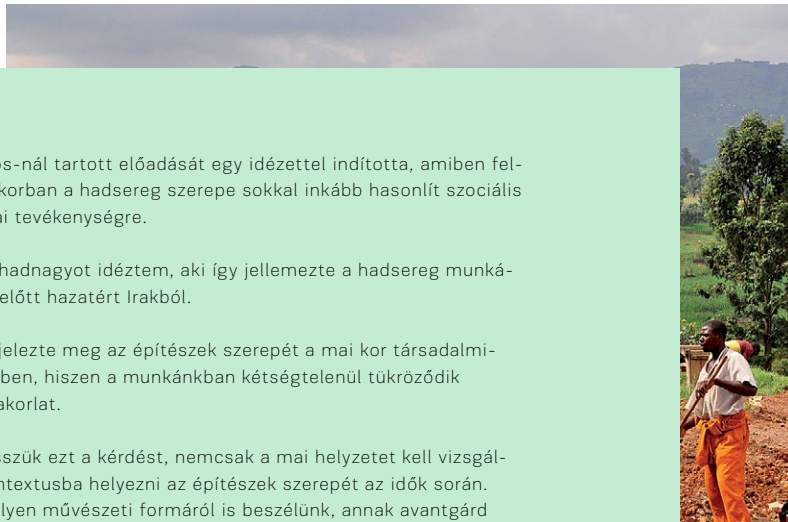 os-nál tartott előadását egy idézettel indította, amiben fel-
korban a hadsereg szerepe sokkal inkább hasonlít szociális
ai tevékenységre.
hadnagyot idéztem, aki így jellemezte a hadsereg munká-
előtt hazatért Irakból.
jelezte meg az építészek szerepét a mai kor társadalmi-
ben, hiszen a munkánkban kétségtelenül tükröződik
akorlat.
sszük ezt a kérdést, nemcsak a mai helyzetet kell vizsgál-
ntextusba helyezni az építészek szerepét az idők során.
lyen művészeti formáról is beszélünk, annak avantgárd